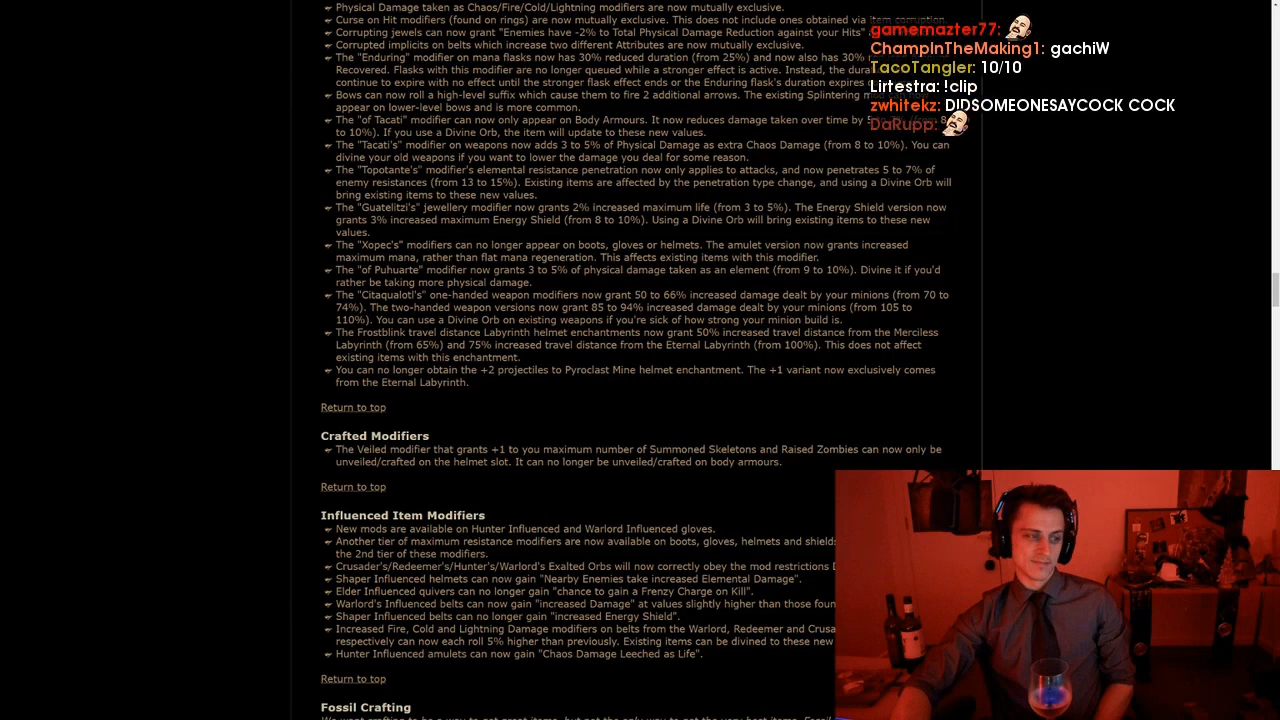 Physical Damage taken as Chaos/Fire/Cold/Lightning modifiers are now mutually exclusive.
Curse on Hit modifiers (found on rings) are now mutually exclusive. This does not include ones obtained via item corruption.
Corrupting jewels can now grant "Enemies have -2% to Total Physical Damage Reduction against your Hits"
Corrupted implicits on belts which increase two different Attributes are now mutually exclusive.
The "Enduring" modifier on mana flasks now has 30% reduced duration (from 25%) and now also has 30%
Recovered. Flasks with this modifier are no longer queued while a stronger effect is active. Instead, the
continue to expire with no effect until the stronger flask effect ends or the Enduring flask's duration expires
Bows can now roll a high-level suffix which cause them to fire 2 additional arrows. The existing Splintering
appear on lower-level bows and is more common.
The "of Tacati" modifier can now only appear on Body Armours. It now reduces damage taken over time by
to 10%). If you use a Divine Orb, the item will update to these new values.
The "Tacati's" modifier on weapons now adds 3 to 5% of Physical Damage as extra Chaos Damage (from 8 to 10%). You can
divine your old weapons if you want to lower the damage you deal for some reason.
The "Topotante's" modifier's elemental resistance penetration now only applies to attacks, and now penetrates 5 to 7% of
enemy resistances (from 13 to 15%). Existing items are affected by the penetration type change, and using a Divine Orb will
bring existing items to these new values.
The "Guatelitzi's" jewellery modifier now grants 2% increased maximum life (from 3 to 5%). The Energy Shield version now
grants 3% increased maximum Energy Shield (from 8 to 10%). Using a Divine Orb will bring existing items to these new
values.
The "Xopec's" modifiers can no longer appear on boots, gloves or helmets. The amulet version now grants increased
maximum mana, rather than flat mana regeneration. This affects existing items with this modifier.
The "of Puhuarte" modifier now grants 3 to 5% of physical damage taken as an element (from 9 to 10%). Divine it if you'd
rather be taking more physical damage.
The "Citaqualoti's" one-handed weapon modifiers now grant 50 to 66% increased damage dealt by your minions (from 70 to
74%). The two-handed weapon versions now grant 85 to 94% increased damage dealt by your minions (from 105 to
110%). You can use a Divine Orb on existing weapons if you're sick of how strong your minion build is.
The Frostblink travel distance Labyrinth helmet enchantments now grant 50% increased travel distance from the Merciless
Labyrinth (from 65%) and 75% increased travel distance from the Eternal Labyrinth (from 100%). This does not affect
existing items with this enchantment.
You can no longer obtain the +2 projectiles to Pyroclast Mine helmet enchantment. The +1 variant now exclusively comes
from the Eternal Labyrinth.
Return to top
Crafted Modifiers
The Veiled modifier that grants +1 to you maximum number of Summoned Skeletons and Raised Zombies can now only be
unveiled/crafted on the helmet slot. It can no longer be unveiled/crafted on body armours.
Return to top
Influenced Item Modifiers
New mods are available on Hunter Influenced and Warlord Influenced gloves.
Another tier of maximum resistance modifiers are now available on boots, gloves, helmets and shields
the 2nd tier of these modifiers.
Crusader's/Redeemer's/Hunter's/Warlord's Exalted Orbs will now correctly obey the mod restrictions
Shaper Influenced helmets can now gain "Nearby Enemies take increased Elemental Damage".
Elder Influenced quivers can no longer gain "chance to gain a Frenzy Charge on Kill".
Warlord's Influenced belts can now gain "increased Damage" at values slightly higher than those foun
Shaper Influenced belts can no longer gain "increased Energy Shield".
Increased Fire, Cold and Lightning Damage modifiers on belts from the Warlord, Redeemer and Crusa
respectively can now each roll 5% higher than previously. Existing items can be divined to these new
Hunter Influenced amulets can now gain "Chaos Damage Leeched as Life".
Return to top
Fossil Crafting
gamemazter77:
ChampInTheMaking1: gachiW
TacoTangler: 10/10
Lirtestra: !clip
zwhitekz: DIDSOMEONESAYCOCK COCK
DaRupp: